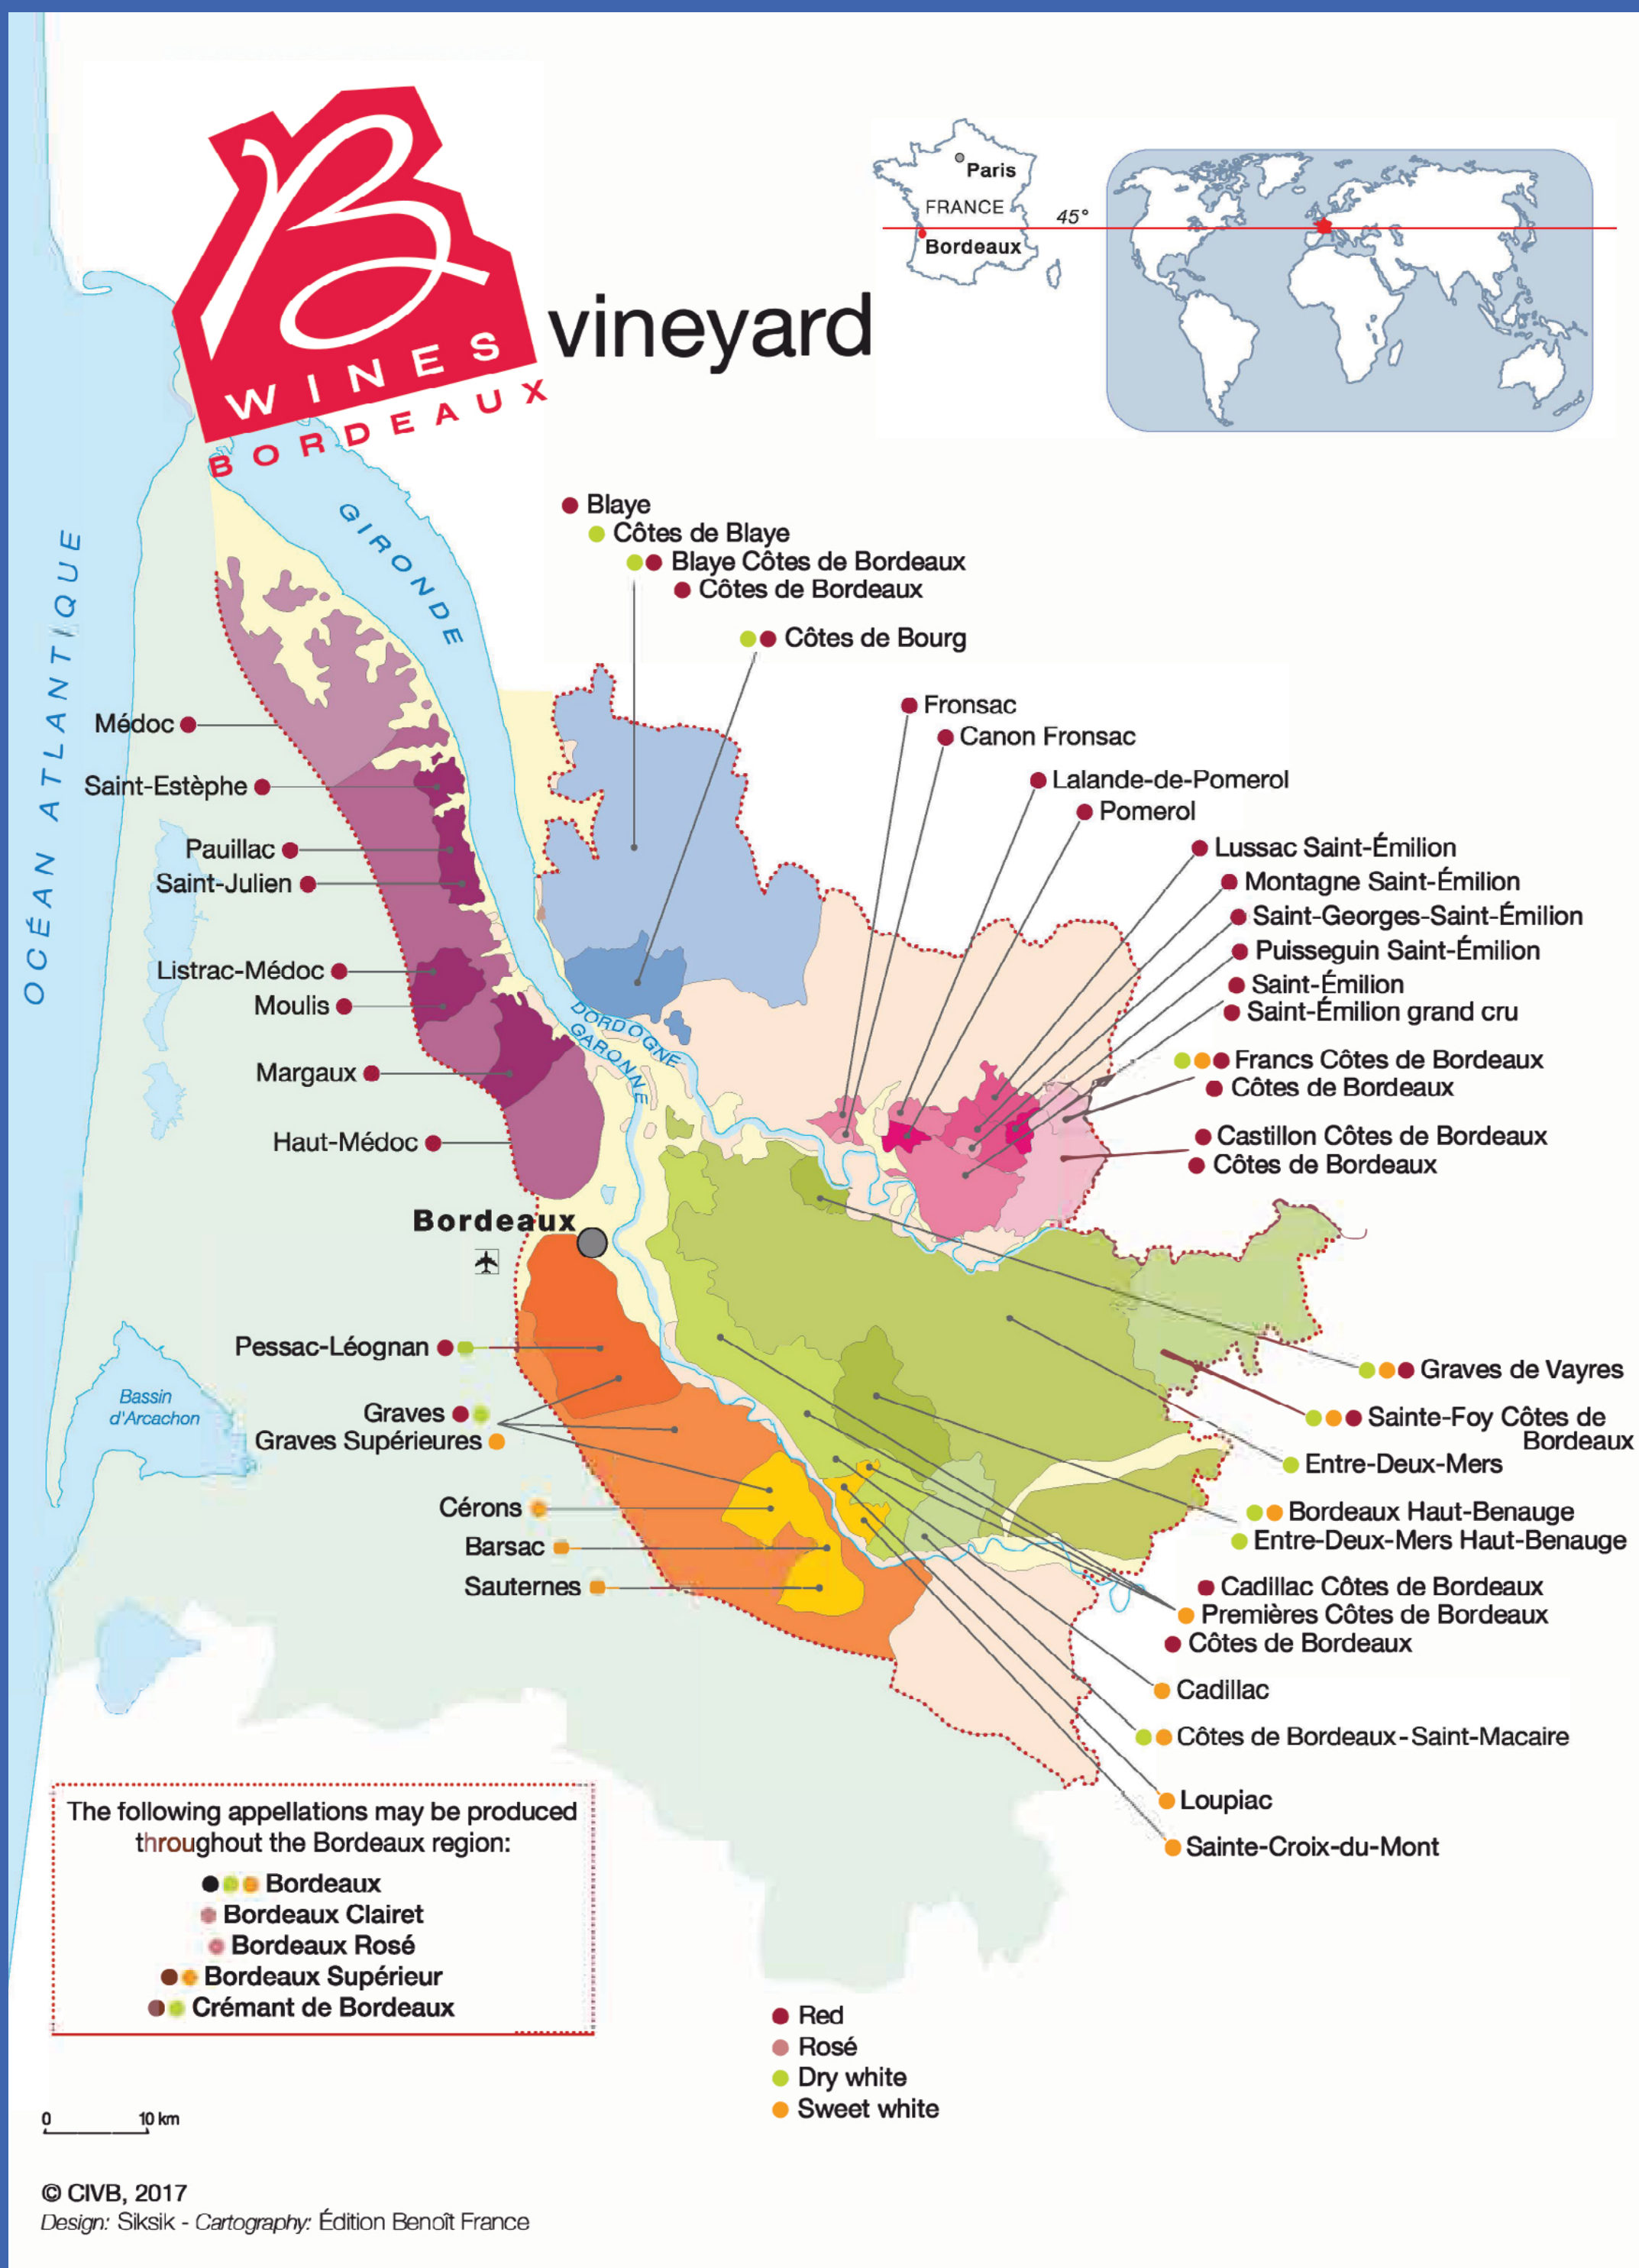 B
WINES
BORDEAUX
vineyard
Paris
FRANCE
Bordeaux
45°
OCÉAN ATLANTIQUE
GIRONDE
Blaye
Côtes de Blaye
Blaye Côtes de Bordeaux
Côtes de Bordeaux
Côtes de Bourg
Fronsac
Canon Fronsac
Lalande-de-Pomerol
Pomerol
Lussac Saint-Émilion
Montagne Saint-Émilion
Saint-Georges-Saint-Émilion
Puisseguin Saint-Émilion
Saint-Émilion
Saint-Émilion grand cru
Francs Côtes de Bordeaux
Côtes de Bordeaux
Castillon Côtes de Bordeaux
Côtes de Bordeaux
Médoc
Saint-Estèphe
Pauillac
Saint-Julien
Listrac-Médoc
Moulis
Margaux
Haut-Médoc
DORDOGNE
GARONNE
Bordeaux
Pessac-Léognan
Graves
Graves Supérieures
Cérons
Barsac
Sauternes
Bassin
d'Arcachon
Graves de Vayres
Sainte-Foy Côtes de
Bordeaux
Entre-Deux-Mers
Bordeaux Haut-Benauge
Entre-Deux-Mers Haut-Benauge
Cadillac Côtes de Bordeaux
Premières Côtes de Bordeaux
Côtes de Bordeaux
Cadillac
Côtes de Bordeaux-Saint-Macaire
Loupiac
Sainte-Croix-du-Mont
The following appellations may be produced
throughout the Bordeaux region:
Bordeaux
Bordeaux Clairet
Bordeaux Rosé
Bordeaux Supérieur
Crémant de Bordeaux
Red
Rosé
Dry white
Sweet white
0 10 km
© CIVB, 2017
Design: Siksik - Cartography: Édition Benoît France